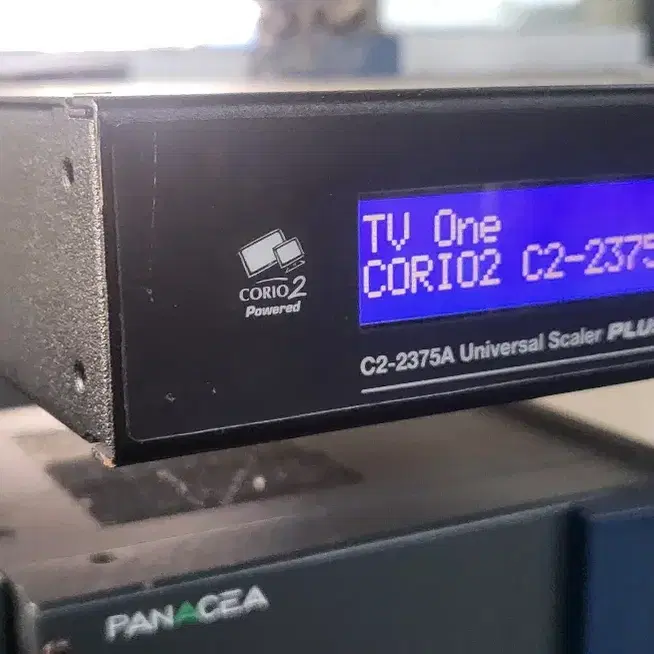 TV One
CORIO2 C2-2375
CORIO2
Powered
C2-2375A Universal Scaler PLUS
PANACEA